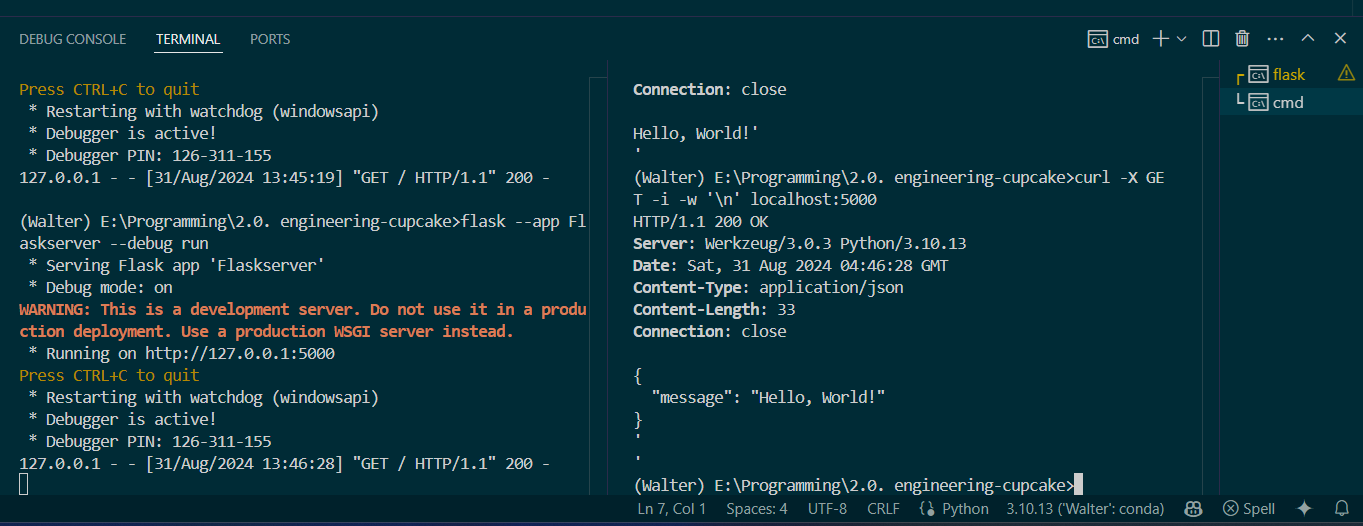 DEBUG CONSOLE TERMINAL PORTS
cmd
Press CTRL+C to quit
 * Restarting with watchdog (windowsapi)
 * Debugger is active!
 * Debugger PIN: 126-311-155
127.0.0.1 - - [31/Aug/2024 13:45:19] "GET / HTTP/1.1" 200 -

(Walter) E:\Programming\2.0. engineering-cupcake>flask --app Fl
askserver --debug run
 * Serving Flask app 'Flaskserver'
 * Debug mode: on
WARNING: This is a development server. Do not use it in a produ
ction deployment. Use a production WSGI server instead.
 * Running on http://127.0.0.1:5000
Press CTRL+C to quit
 * Restarting with watchdog (windowsapi)
 * Debugger is active!
 * Debugger PIN: 126-311-155
127.0.0.1 - - [31/Aug/2024 13:46:28] "GET / HTTP/1.1" 200 -
Connection: close

Hello, World!'
'
(Walter) E:\Programming\2.0. engineering-cupcake>curl -X GE
T -i -w '\n' localhost:5000
HTTP/1.1 200 OK
Server: Werkzeug/3.0.3 Python/3.10.13
Date: Sat, 31 Aug 2024 04:46:28 GMT
Content-Type: application/json
Content-Length: 33
Connection: close

{
  "message": "Hello, World!"
}
'
'
(Walter) E:\Programming\2.0. engineering-cupcake>
flask
cmd
Ln 7, Col 1 Spaces: 4 UTF-8 CRLF Python 3.10.13 ('Walter': conda) Spell